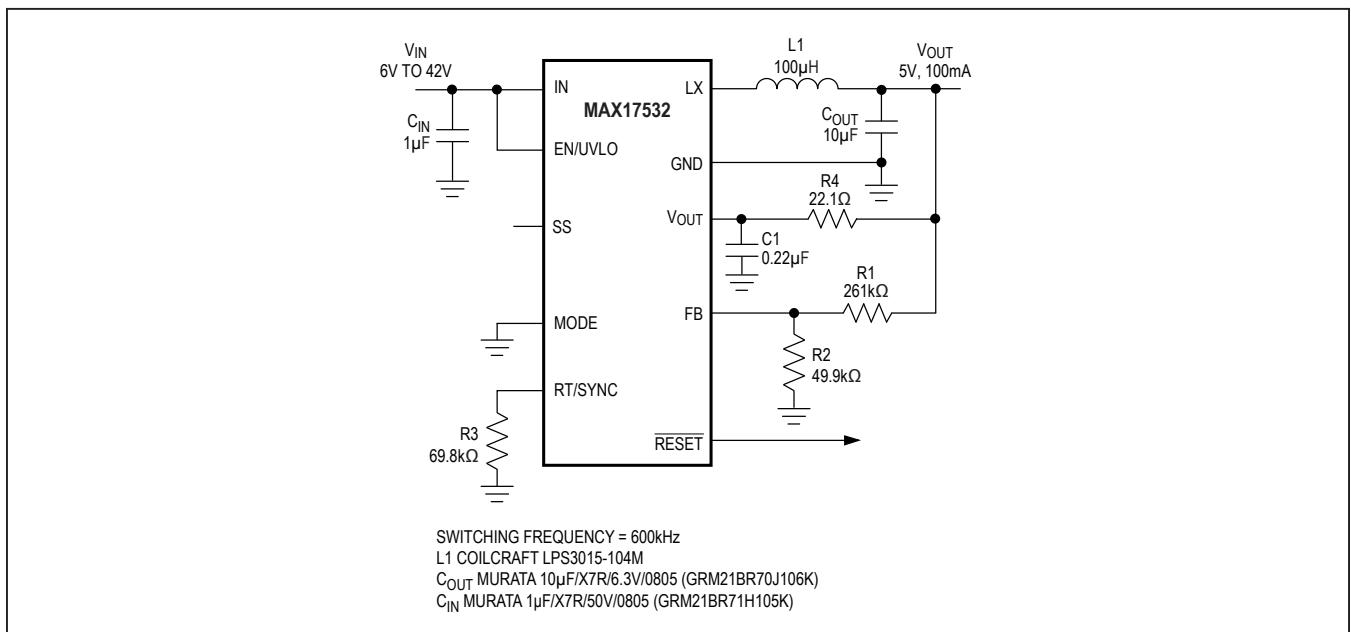 VIN
6V TO 42V
CIN
1µF
IN
EN/UVLO
SS
MODE
RT/SYNC
R3
69.8kΩ
MAX17532
LX
GND
VOUT
FB
RESET
L1
100µH
VOUT
5V, 100mA
COUT
10µF
R4
22.1Ω
C1
0.22µF
R1
261kΩ
R2
49.9kΩ
SWITCHING FREQUENCY = 600kHz
L1 COILCRAFT LPS3015-104M
COUT MURATA 10µF/X7R/6.3V/0805 (GRM21BR70J106K)
CIN MURATA 1µF/X7R/50V/0805 (GRM21BR71H105K)